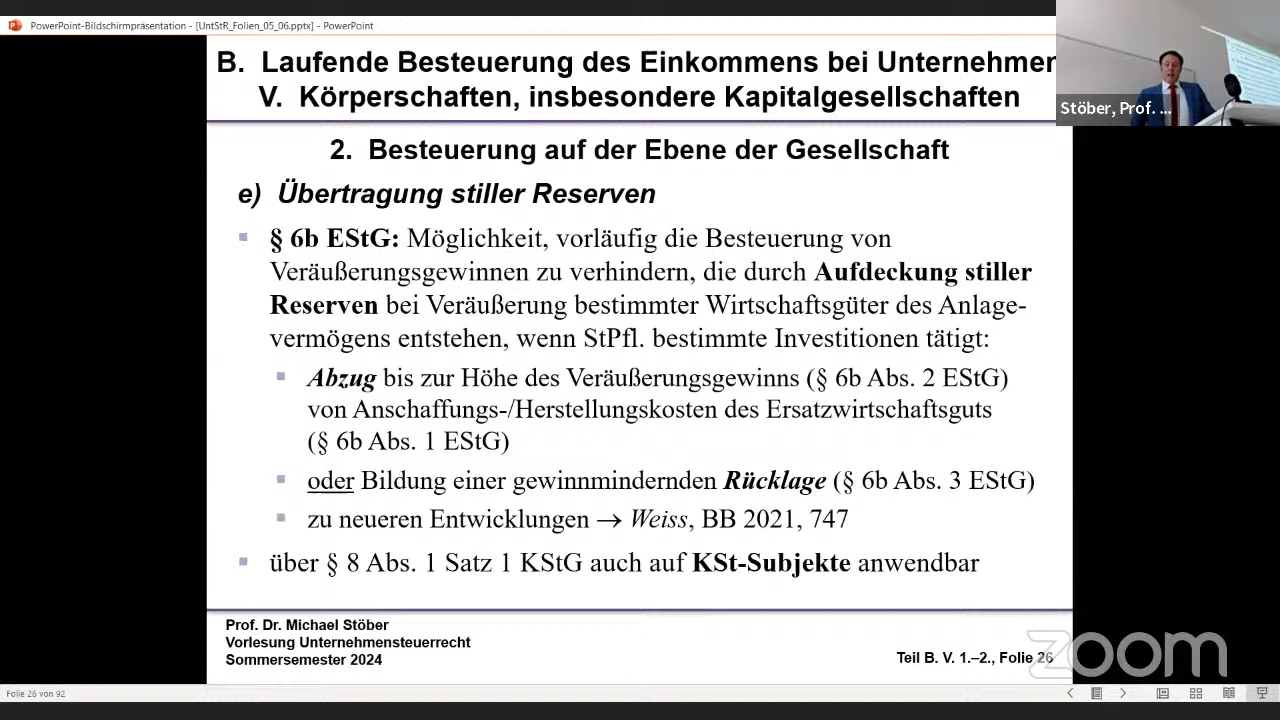 PowerPoint-Bildschirmpräsentation - [UntStR_Folien_05_06.pptx] - PowerPoint
B. Laufende Besteuerung des Einkommens bei Unternehmen
V. Körperschaften, insbesondere Kapitalgesellschaften
Stöber, Prof. ...
2. Besteuerung auf der Ebene der Gesellschaft
e) Übertragung stiller Reserven
§ 6b EStG: Möglichkeit, vorläufig die Besteuerung von
Veräußerungsgewinnen zu verhindern, die durch Aufdeckung stiller
Reserven bei Veräußerung bestimmter Wirtschaftsgüter des Anlage-
vermögens entstehen, wenn StPfl. bestimmte Investitionen tätigt:
Abzug bis zur Höhe des Veräußerungsgewinns (§ 6b Abs. 2 EStG)
von Anschaffungs-/Herstellungskosten des Ersatzwirtschaftsguts
(§ 6b Abs. 1 EStG)
oder Bildung einer gewinnmindernden Rücklage (§ 6b Abs. 3 EStG)
zu neueren Entwicklungen → Weiss, BB 2021, 747
über § 8 Abs. 1 Satz 1 KStG auch auf KSt-Subjekte anwendbar
Prof. Dr. Michael Stöber
Vorlesung Unternehmensteuerrecht
Sommersemester 2024
Teil B. V. 1.–2., Folie 26
zoom
Folie 26 von 92